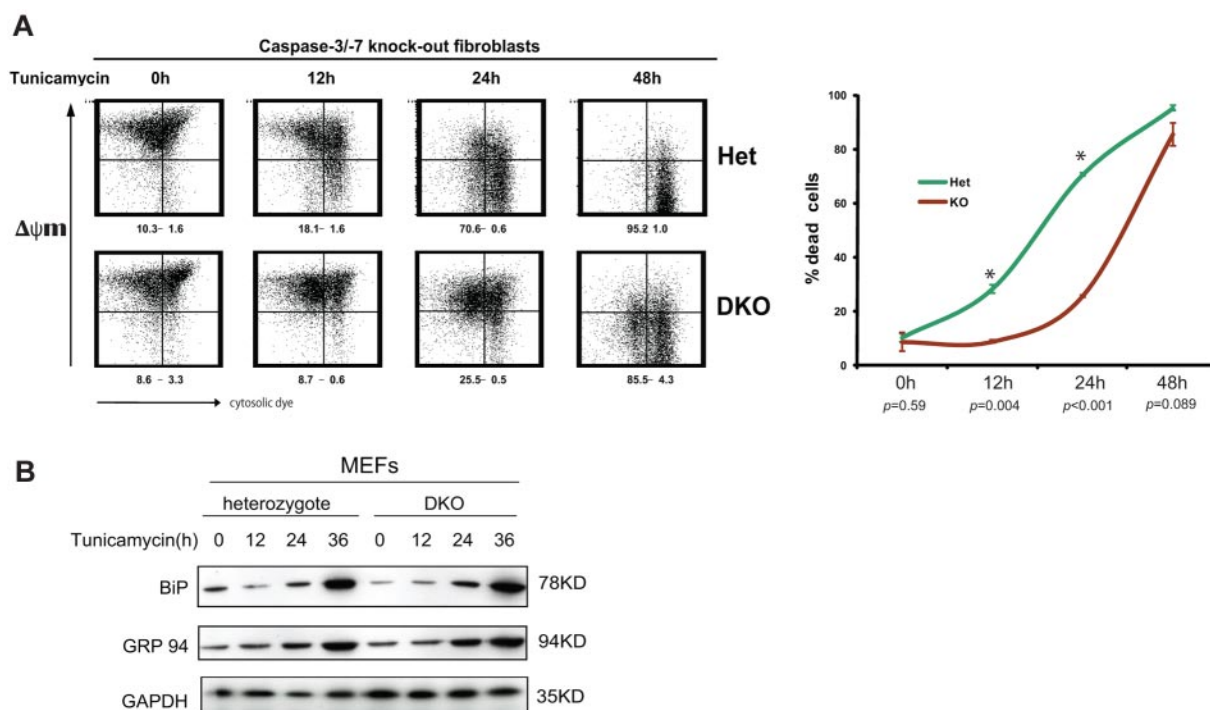 A
Caspase-3/-7 knock-out fibroblasts
Tunicamycin 0h 12h 24h 48h
Het
Δψm
10.3– 1.6 18.1– 1.6 70.6– 0.6 95.2 1.0
DKO
8.6 – 3.3 8.7 – 0.6 25.5– 0.5 85.5– 4.3
cytosolic dye
% dead cells
100
80
60
40
20
0
Het
KO
*
*
0h 12h 24h 48h
p=0.59 p=0.004 p<0.001 p=0.089
B
MEFs
heterozygote DKO
Tunicamycin(h) 0 12 24 36 0 12 24 36
BiP 78KD
GRP 94 94KD
GAPDH 35KD